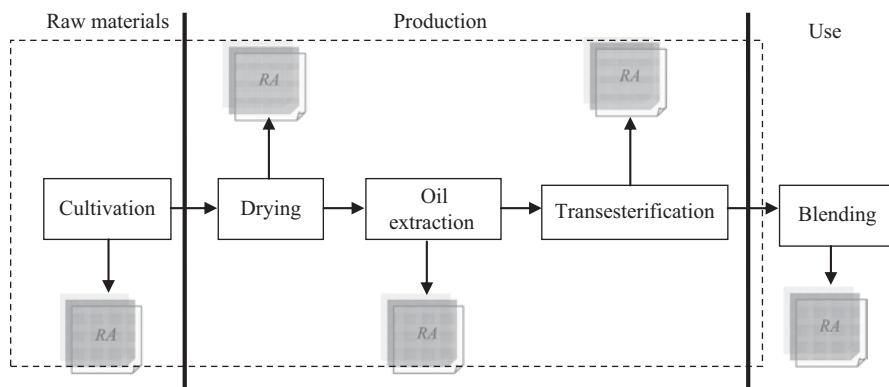 Raw materials
Production
Use
RA
RA
Cultivation
Drying
Oil
extraction
Transesterification
Blending
RA
RA
RA